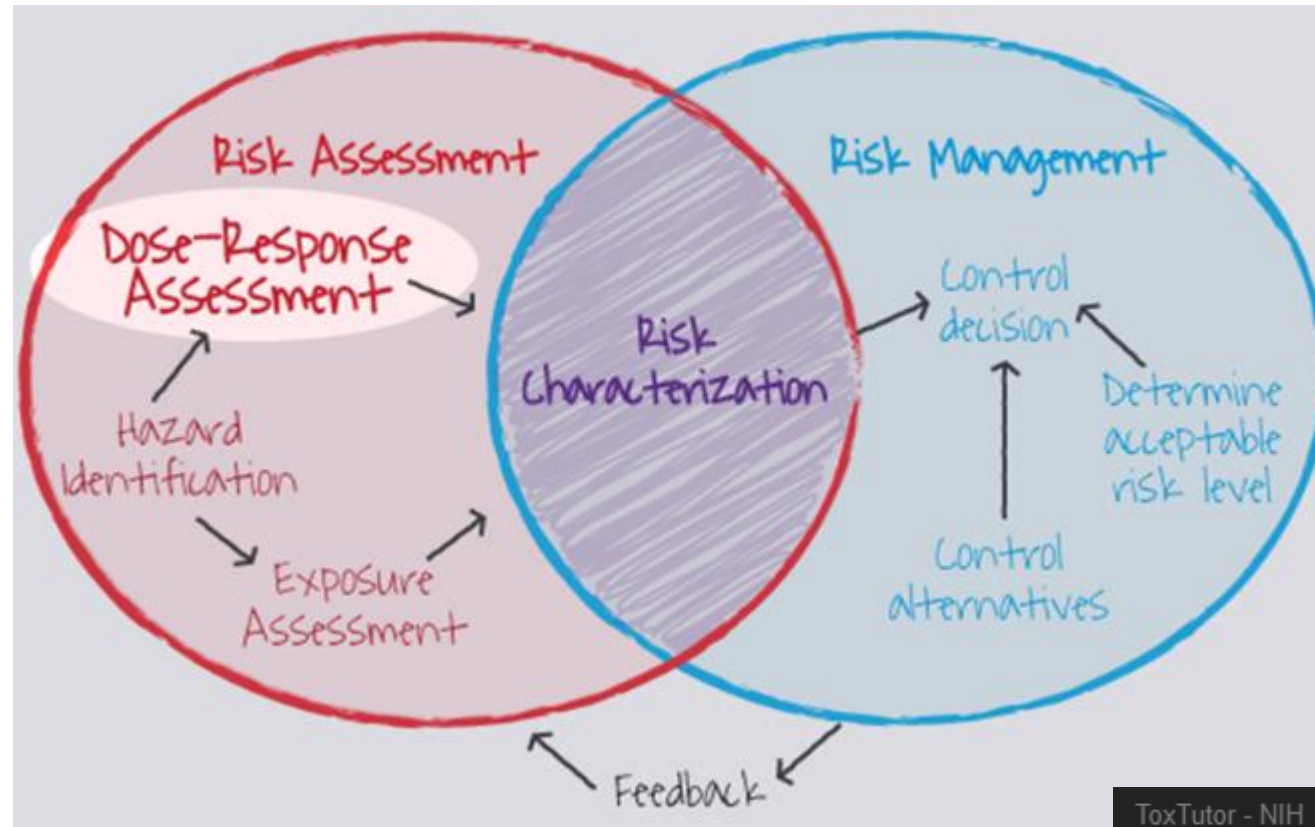 Risk Assessment
Dose-Response
Assessment
Hazard
Identification
Exposure
Assessment
Risk
Characterization
Risk Management
Control
decision
Determine
acceptable
risk level
Control
alternatives
Feedback
ToxTutor - NIH